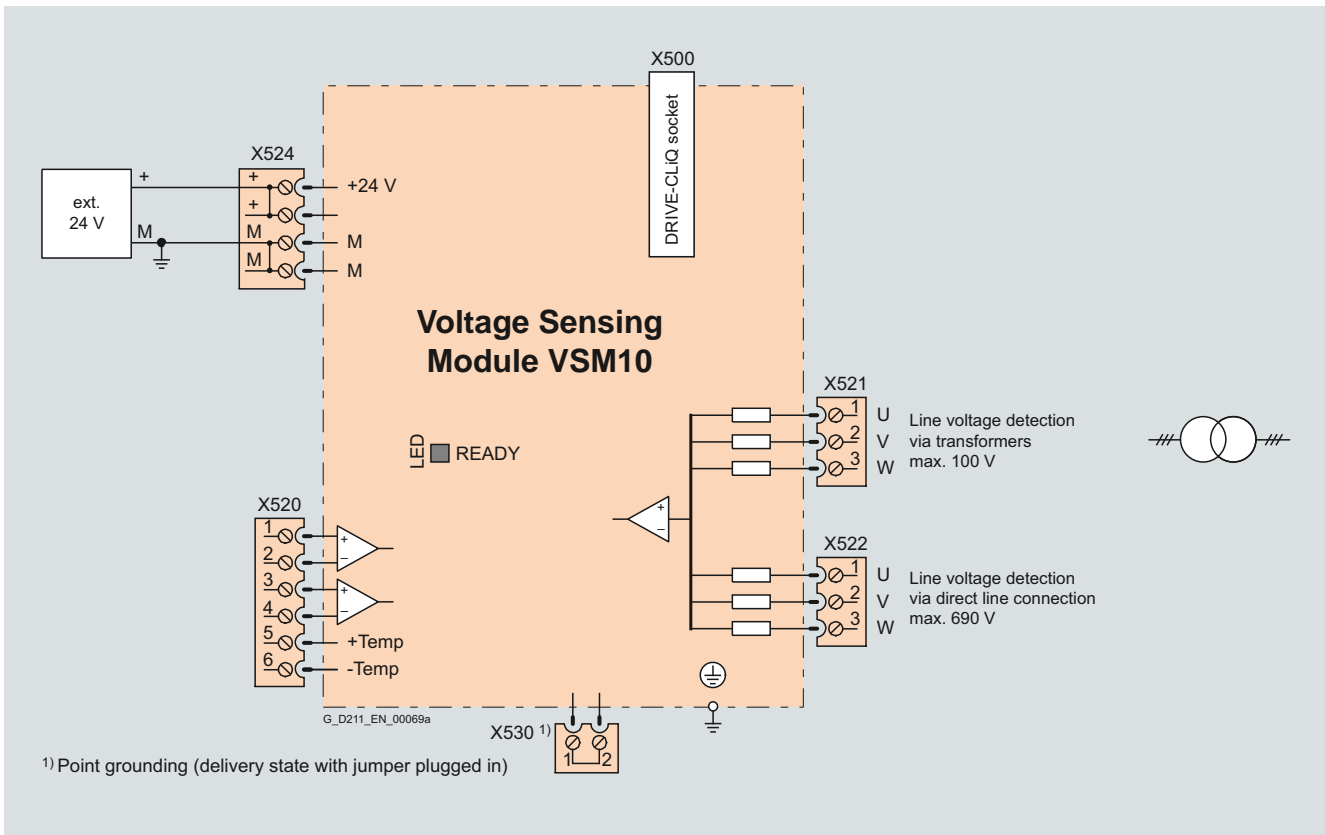 X500
DRIVE-CLiQ socket
X524
ext.
24 V
+
M
+
+
M
M
+24 V
M
M
Voltage Sensing
Module VSM10
LED
READY
X521
1
2
3
U
V
W
Line voltage detection
via transformers
max. 100 V
X520
1
2
3
4
5
6
+
–
+
–
+Temp
-Temp
+
–
X522
1
2
3
U
V
W
Line voltage detection
via direct line connection
max. 690 V
G_D211_EN_00069a
X530 1)
1
2
1) Point grounding (delivery state with jumper plugged in)